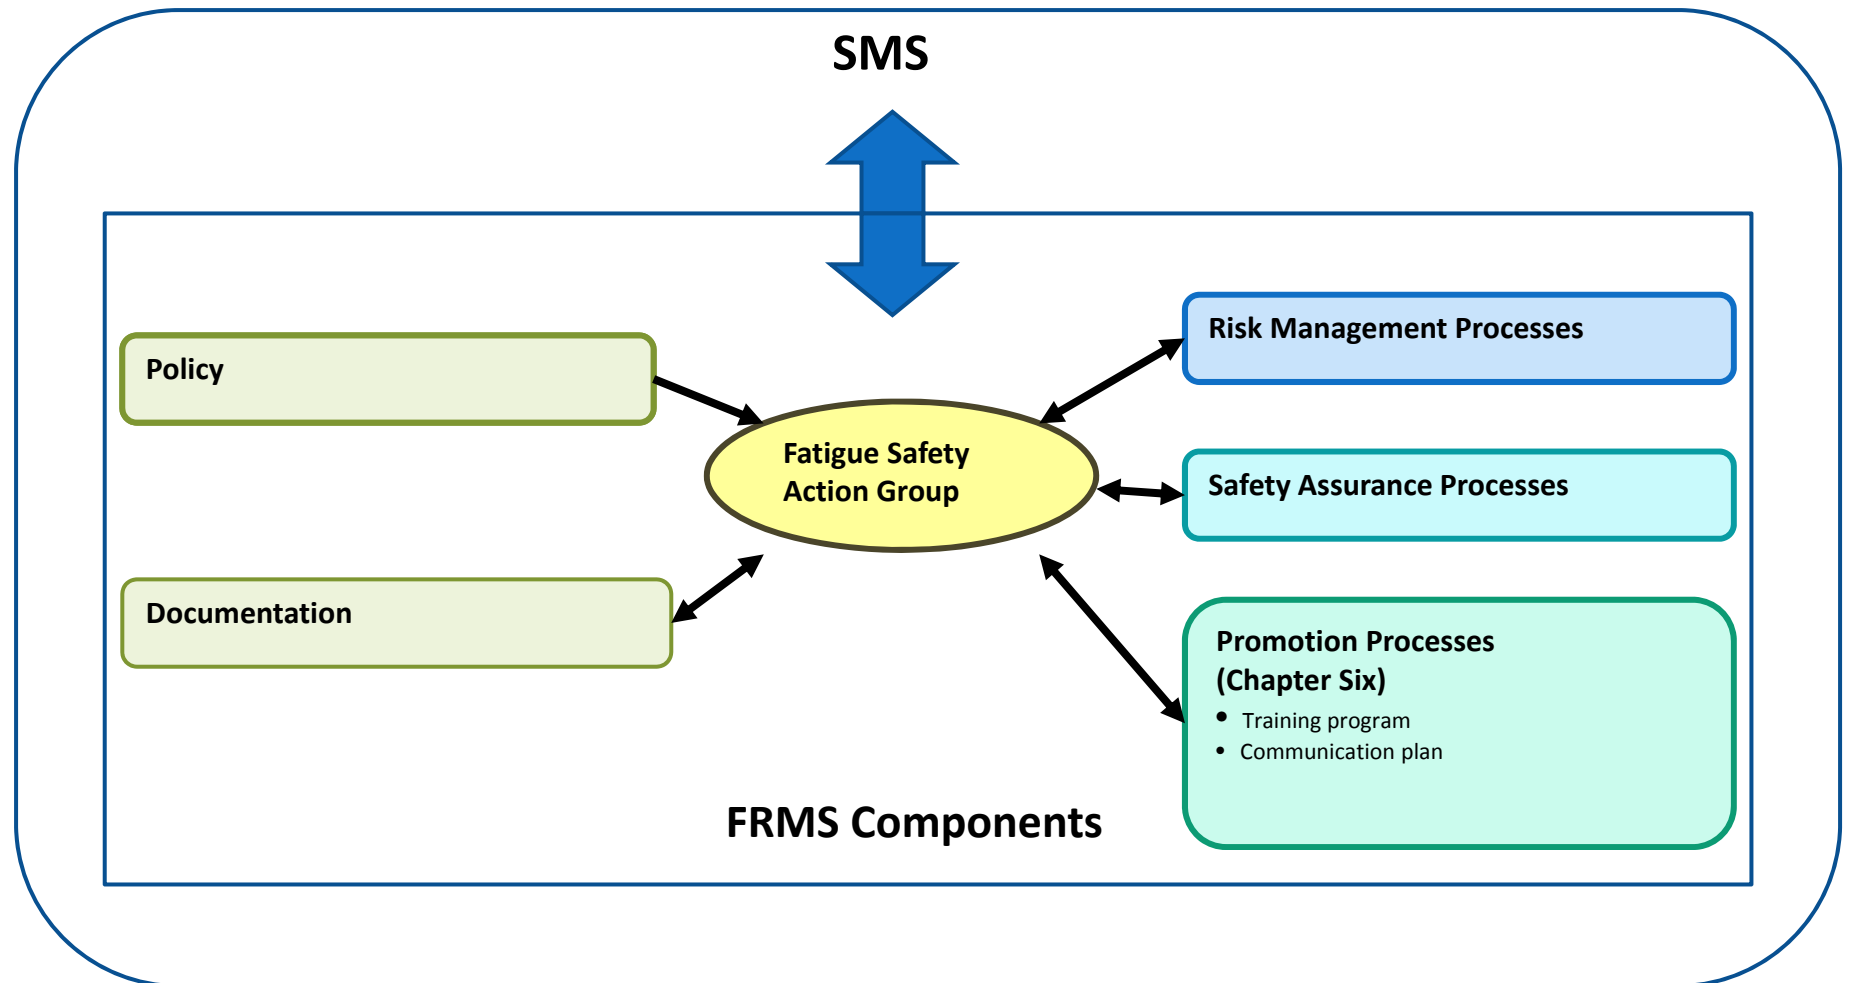 SMS
Policy
Documentation
Fatigue Safety
Action Group
Risk Management Processes
Safety Assurance Processes
Promotion Processes
(Chapter Six)
• Training program
• Communication plan
FRMS Components